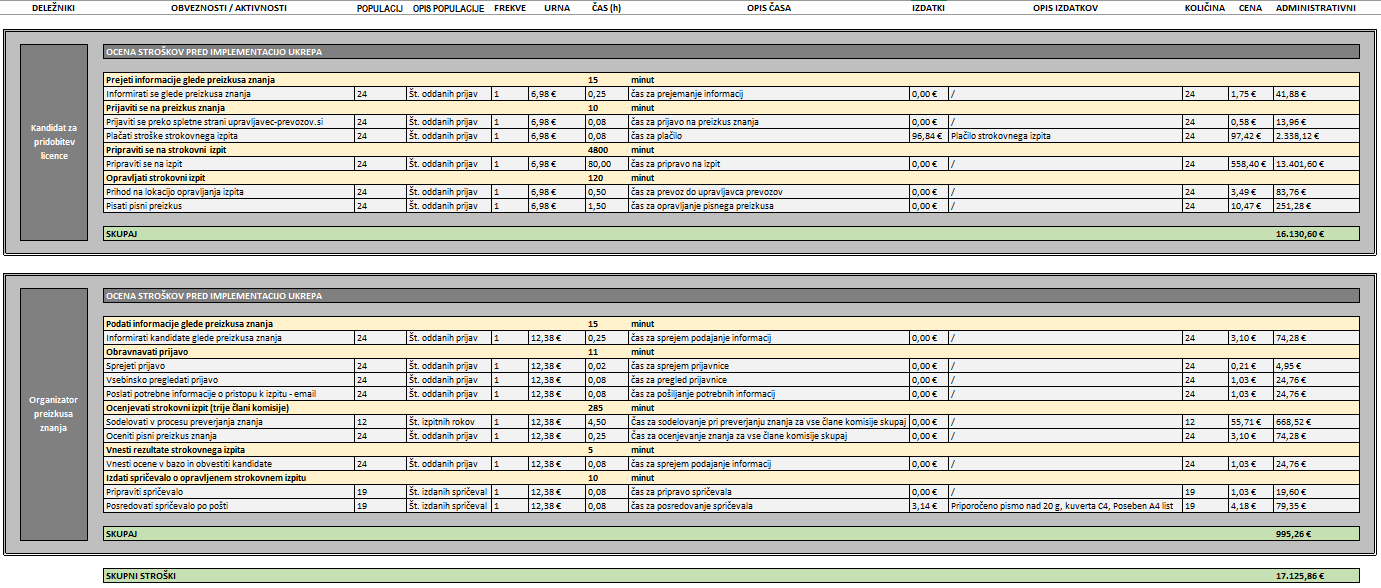 DELEŽNIKI OBVEZNOSTI / AKTIVNOSTI POPULACIJ OPIS POPULACIJE FREKVE URNA ČAS (h) OPIS ČASA IZDATKI OPIS IZDATKOV KOLIČINA CENA ADMINISTRATIVNI
OCENA STROŠKOV PRED IMPLEMENTACIJO UKREPA
Kandidat za pridobitev licence
Prejeti informacije glede preizkusa znanja 15 minut
Informirati se glede preizkusa znanja 24 Št. oddanih prijav 1 6,98 € 0,25 čas za prejemanje informacij 0,00 € / 24 1,75 € 41,88 €
Prijaviti se na preizkus znanja 10 minut
Prijaviti se preko spletne strani upravljavec-prevozov.si 24 Št. oddanih prijav 1 6,98 € 0,08 čas za prijavo na preizkus znanja 0,00 € / 24 0,58 € 13,96 €
Plačati stroške strokovnega izpita 24 Št. oddanih prijav 1 6,98 € 0,08 čas za plačilo 96,84 € Plačilo strokovnega izpita 24 97,42 € 2.338,12 €
Pripraviti se na strokovni izpit 4800 minut
Pripraviti se na izpit 24 Št. oddanih prijav 1 6,98 € 80,00 čas za pripravo na izpit 0,00 € / 24 558,40 € 13.401,60 €
Opravljati strokovni izpit 120 minut
Prihod na lokacijo opravljanja izpita 24 Št. oddanih prijav 1 6,98 € 0,50 čas za prevoz do upravljavca prevozov 0,00 € / 24 3,49 € 83,76 €
Pisati pisni preizkus 24 Št. oddanih prijav 1 6,98 € 1,50 čas za opravljanje pisnega preizkusa 0,00 € / 24 10,47 € 251,28 €
SKUPAJ 16.130,60 €
OCENA STROŠKOV PRED IMPLEMENTACIJO UKREPA
Organizator preizkusa znanja
Podati informacije glede preizkusa znanja 15 minut
Informirati kandidate glede preizkusa znanja 24 Št. oddanih prijav 1 12,38 € 0,25 čas za sprejem podajanje informacij 0,00 € / 24 3,10 € 74,28 €
Obravnavati prijavo 11 minut
Sprejeti prijavo 24 Št. oddanih prijav 1 12,38 € 0,02 čas za sprejem prijavnice 0,00 € / 24 0,21 € 4,95 €
Vsebinsko pregledati prijavo 24 Št. oddanih prijav 1 12,38 € 0,08 čas za pregled prijavnice 0,00 € / 24 1,03 € 24,76 €
Poslati potrebne informacije o pristopu k izpitu - email 24 Št. oddanih prijav 1 12,38 € 0,08 čas za pošiljanje potrebnih informacij 0,00 € / 24 1,03 € 24,76 €
Ocenjevati strokovni izpit (trije člani komisije) 285 minut
Sodelovati v procesu preverjanja znanja 12 Št. izpitnih rokov 1 12,38 € 4,50 Čas za sodelovanje pri preverjanju znanja za vse člane komisije skupaj 0,00 € / 12 55,71 € 668,52 €
Oceniti pisni preizkus znanja 24 Št. oddanih prijav 1 12,38 € 0,25 Čas za ocenjevanje znanja za vse člane komisije skupaj 0,00 € / 24 3,10 € 74,28 €
Vnesti rezultate strokovnega izpita 5 minut
Vnesti ocene v bazo in obvestiti kandidate 24 Št. oddanih prijav 1 12,38 € 0,08 čas za sprejem podajanje informacij 0,00 € / 24 1,03 € 24,76 €
Izdati spričevalo o opravljenem strokovnem izpitu 10 minut
Pripraviti spričevalo 19 Št. izdanih spričeval 1 12,38 € 0,08 čas za pripravo spričevala 0,00 € / 19 1,03 € 19,60 €
Posredovati spričevalo po pošti 19 Št. izdanih spričeval 1 12,38 € 0,08 čas za posredovanje spričevala 3,14 € Priporočeno pismo nad 20 g, kuverta C4, Poseben A4 list 19 4,18 € 79,35 €
SKUPAJ 995,26 €
SKUPNI STROŠKI 17.125,86 €